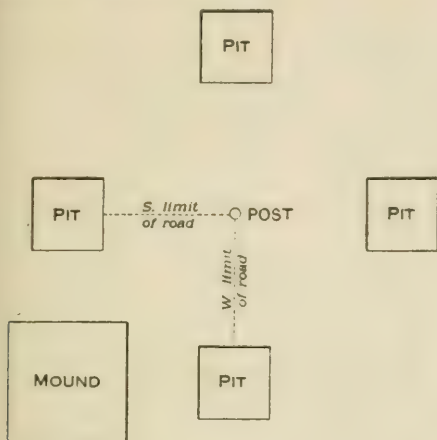 PIT
PIT
S. limit
of road
POST
PIT
W limit
of road
MOUND
PIT